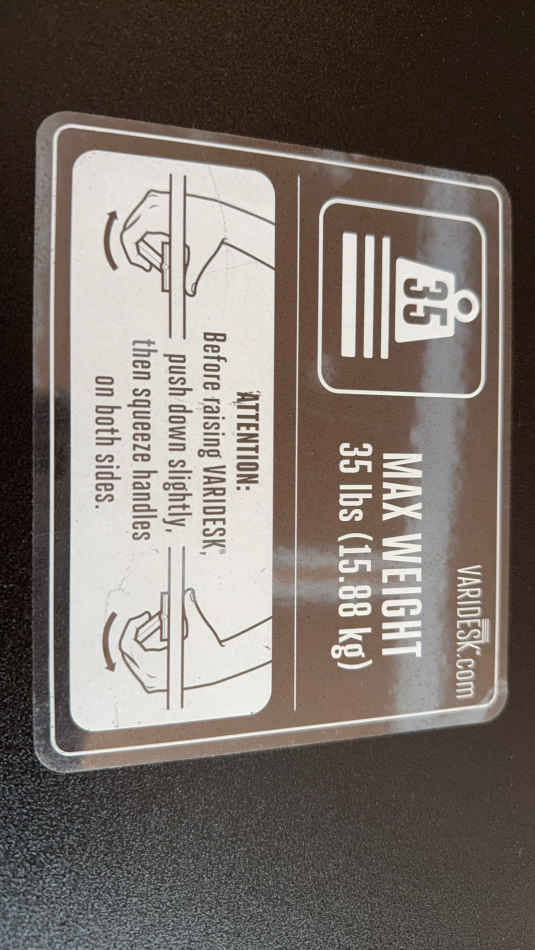 VARIDESK.com
35
MAX WEIGHT
35 lbs (15.88 kg)
ATTENTION:
Before raising VARIDESK®,
push down slightly,
then squeeze handles
on both sides.